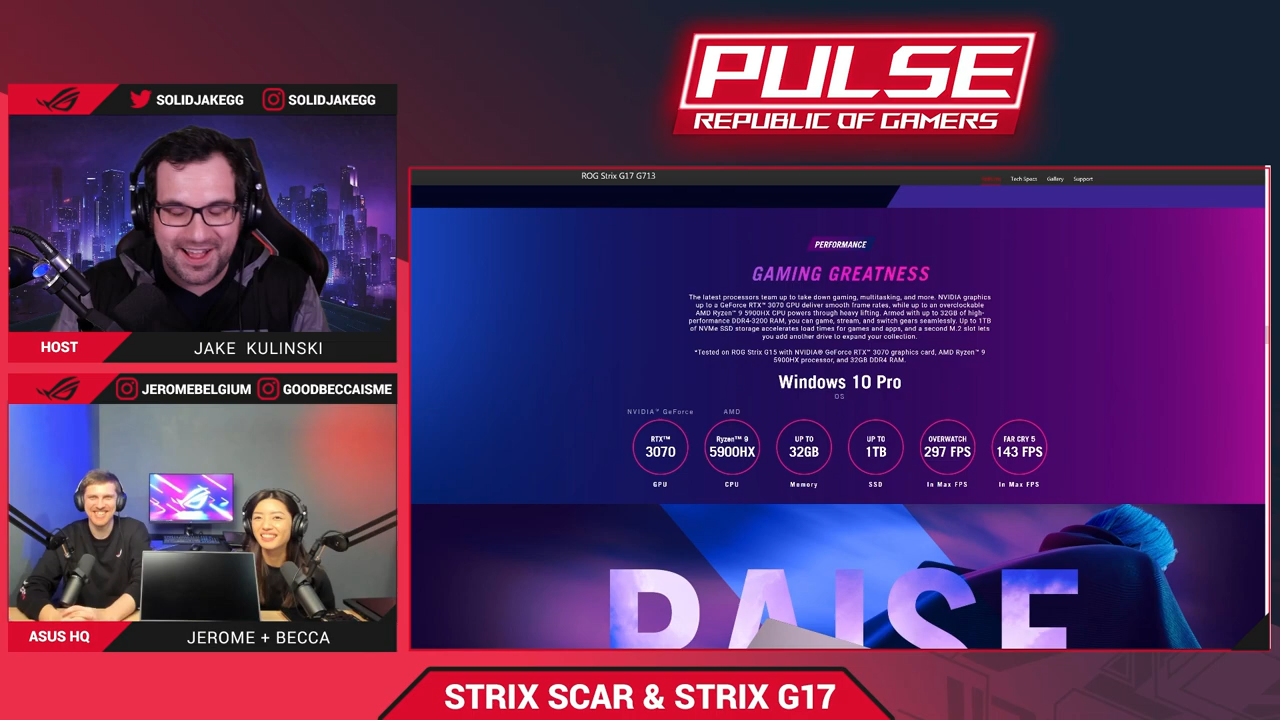 PULSE
REPUBLIC OF GAMERS
SOLIDJAKEGG SOLIDJAKEGG
HOST JAKE KULINSKI
JEROMEBELGIUM GOODBECCAISME
ASUS HQ JEROME + BECCA
ROG Strix G17 G713
Tech Specs Gallery Support
PERFORMANCE
GAMING GREATNESS
The latest processors team up to take down gaming, multitasking, and more. NVIDIA graphics
up to a GeForce RTX™ 3070 GPU deliver smooth frame rates, while up to an overclockable
AMD Ryzen™ 9 5900HX CPU powers through heavy lifting. Armed with up to 32GB of high-
performance DDR4-3200 RAM, you can game, stream, and switch gears seamlessly. Up to 1TB
of NVMe SSD storage accelerates load times for games and apps, and a second M.2 slot lets
you add another drive to expand your collection.
*Tested on ROG Strix G15 with NVIDIA® GeForce RTX™ 3070 graphics card, AMD Ryzen™ 9
5900HX processor, and 32GB DDR4 RAM.
Windows 10 Pro
OS
NVIDIA™ GeForce AMD
RTX™ Ryzen™ 9 UP TO UP TO OVERWATCH FAR CRY 5
3070 5900HX 32GB 1TB 297 FPS 143 FPS
GPU CPU Memory SSD In Max FPS In Max FPS
RAISE
STRIX SCAR & STRIX G17